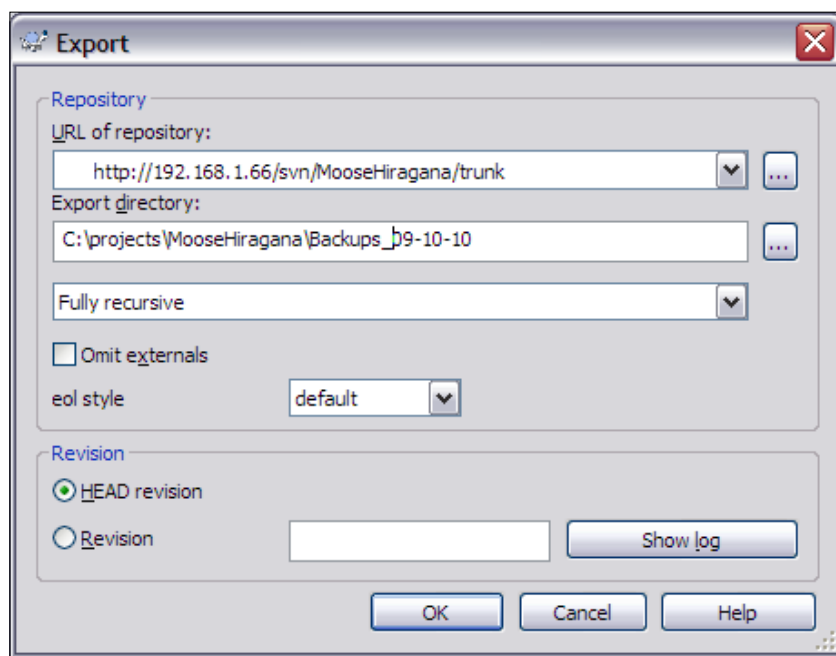 Export
Repository
URL of repository:
http://192.168.1.66/svn/MooseHiragana/trunk
...
Export directory:
C:\projects\MooseHiragana\Backups_09-10-10
...
Fully recursive
Omit externals
eol style
default
Revision
HEAD revision
Revision
Show log
OK
Cancel
Help